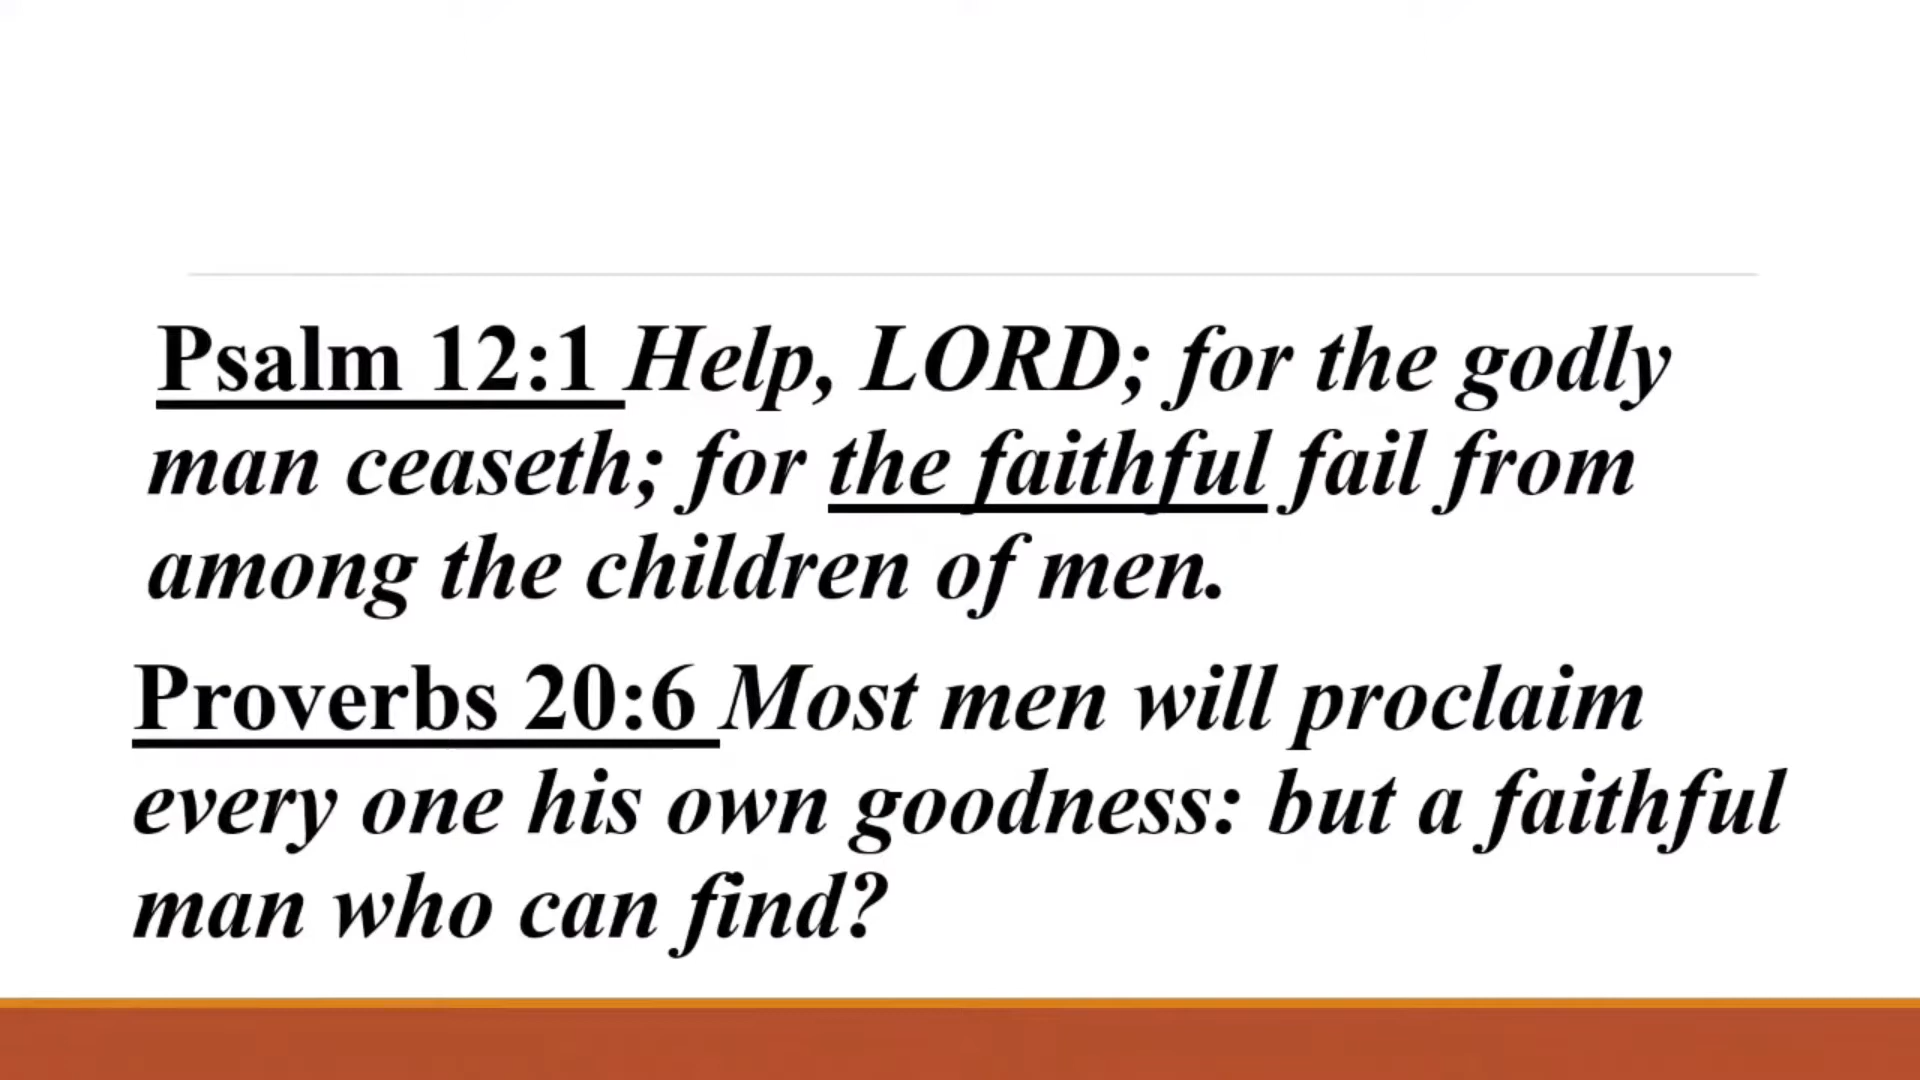 Psalm 12:1 Help, LORD; for the godly
man ceaseth; for the faithful fail from
among the children of men.
Proverbs 20:6 Most men will proclaim
every one his own goodness: but a faithful
man who can find?